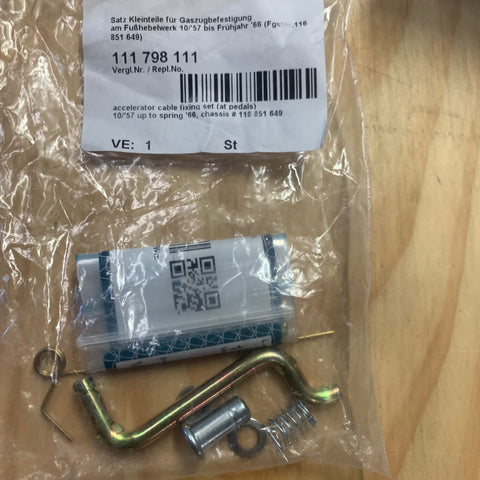 Satz Kleinteile für Gaszugbefestigung
am Fußhebelwerk 10/'57 bis Frühjahr '66 (Fgstnr.116
851 649)
111 798 111
Vergl.Nr. / Repl.No.
accelerator cable fixing set (at pedals)
10/'57 up to spring '66, chassis # 116 851 649
VE: 1 St